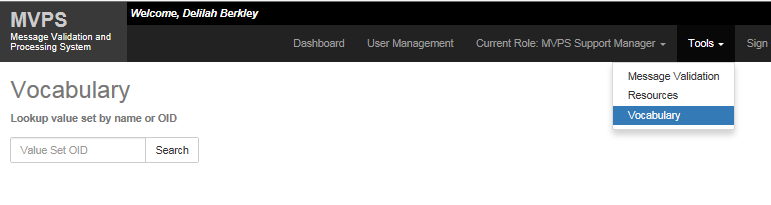 MVPS
Message Validation and
Processing System
Welcome, Delilah Berkley
Dashboard User Management Current Role: MVPS Support Manager Tools Sign
Message Validation
Resources
Vocabulary
Vocabulary
Lookup value set by name or OID
Value Set OID Search